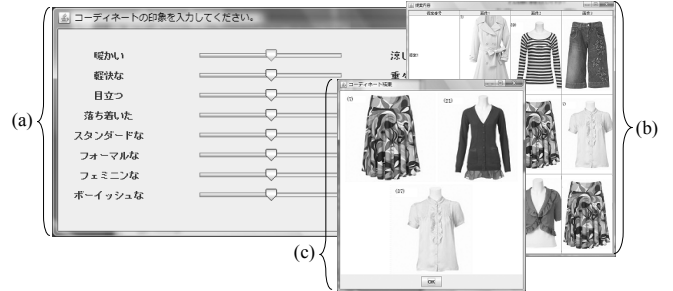 コーディネートの印象を入力してください。
暖かい
涼し
軽快な
重々
目立つ
落ち着いた
スタンダードな
フォーマルな
フェミニンな
ボーイッシュな
(a)
(b)
コーディネート結果
(7)
(21)
(37)
OK
(c)